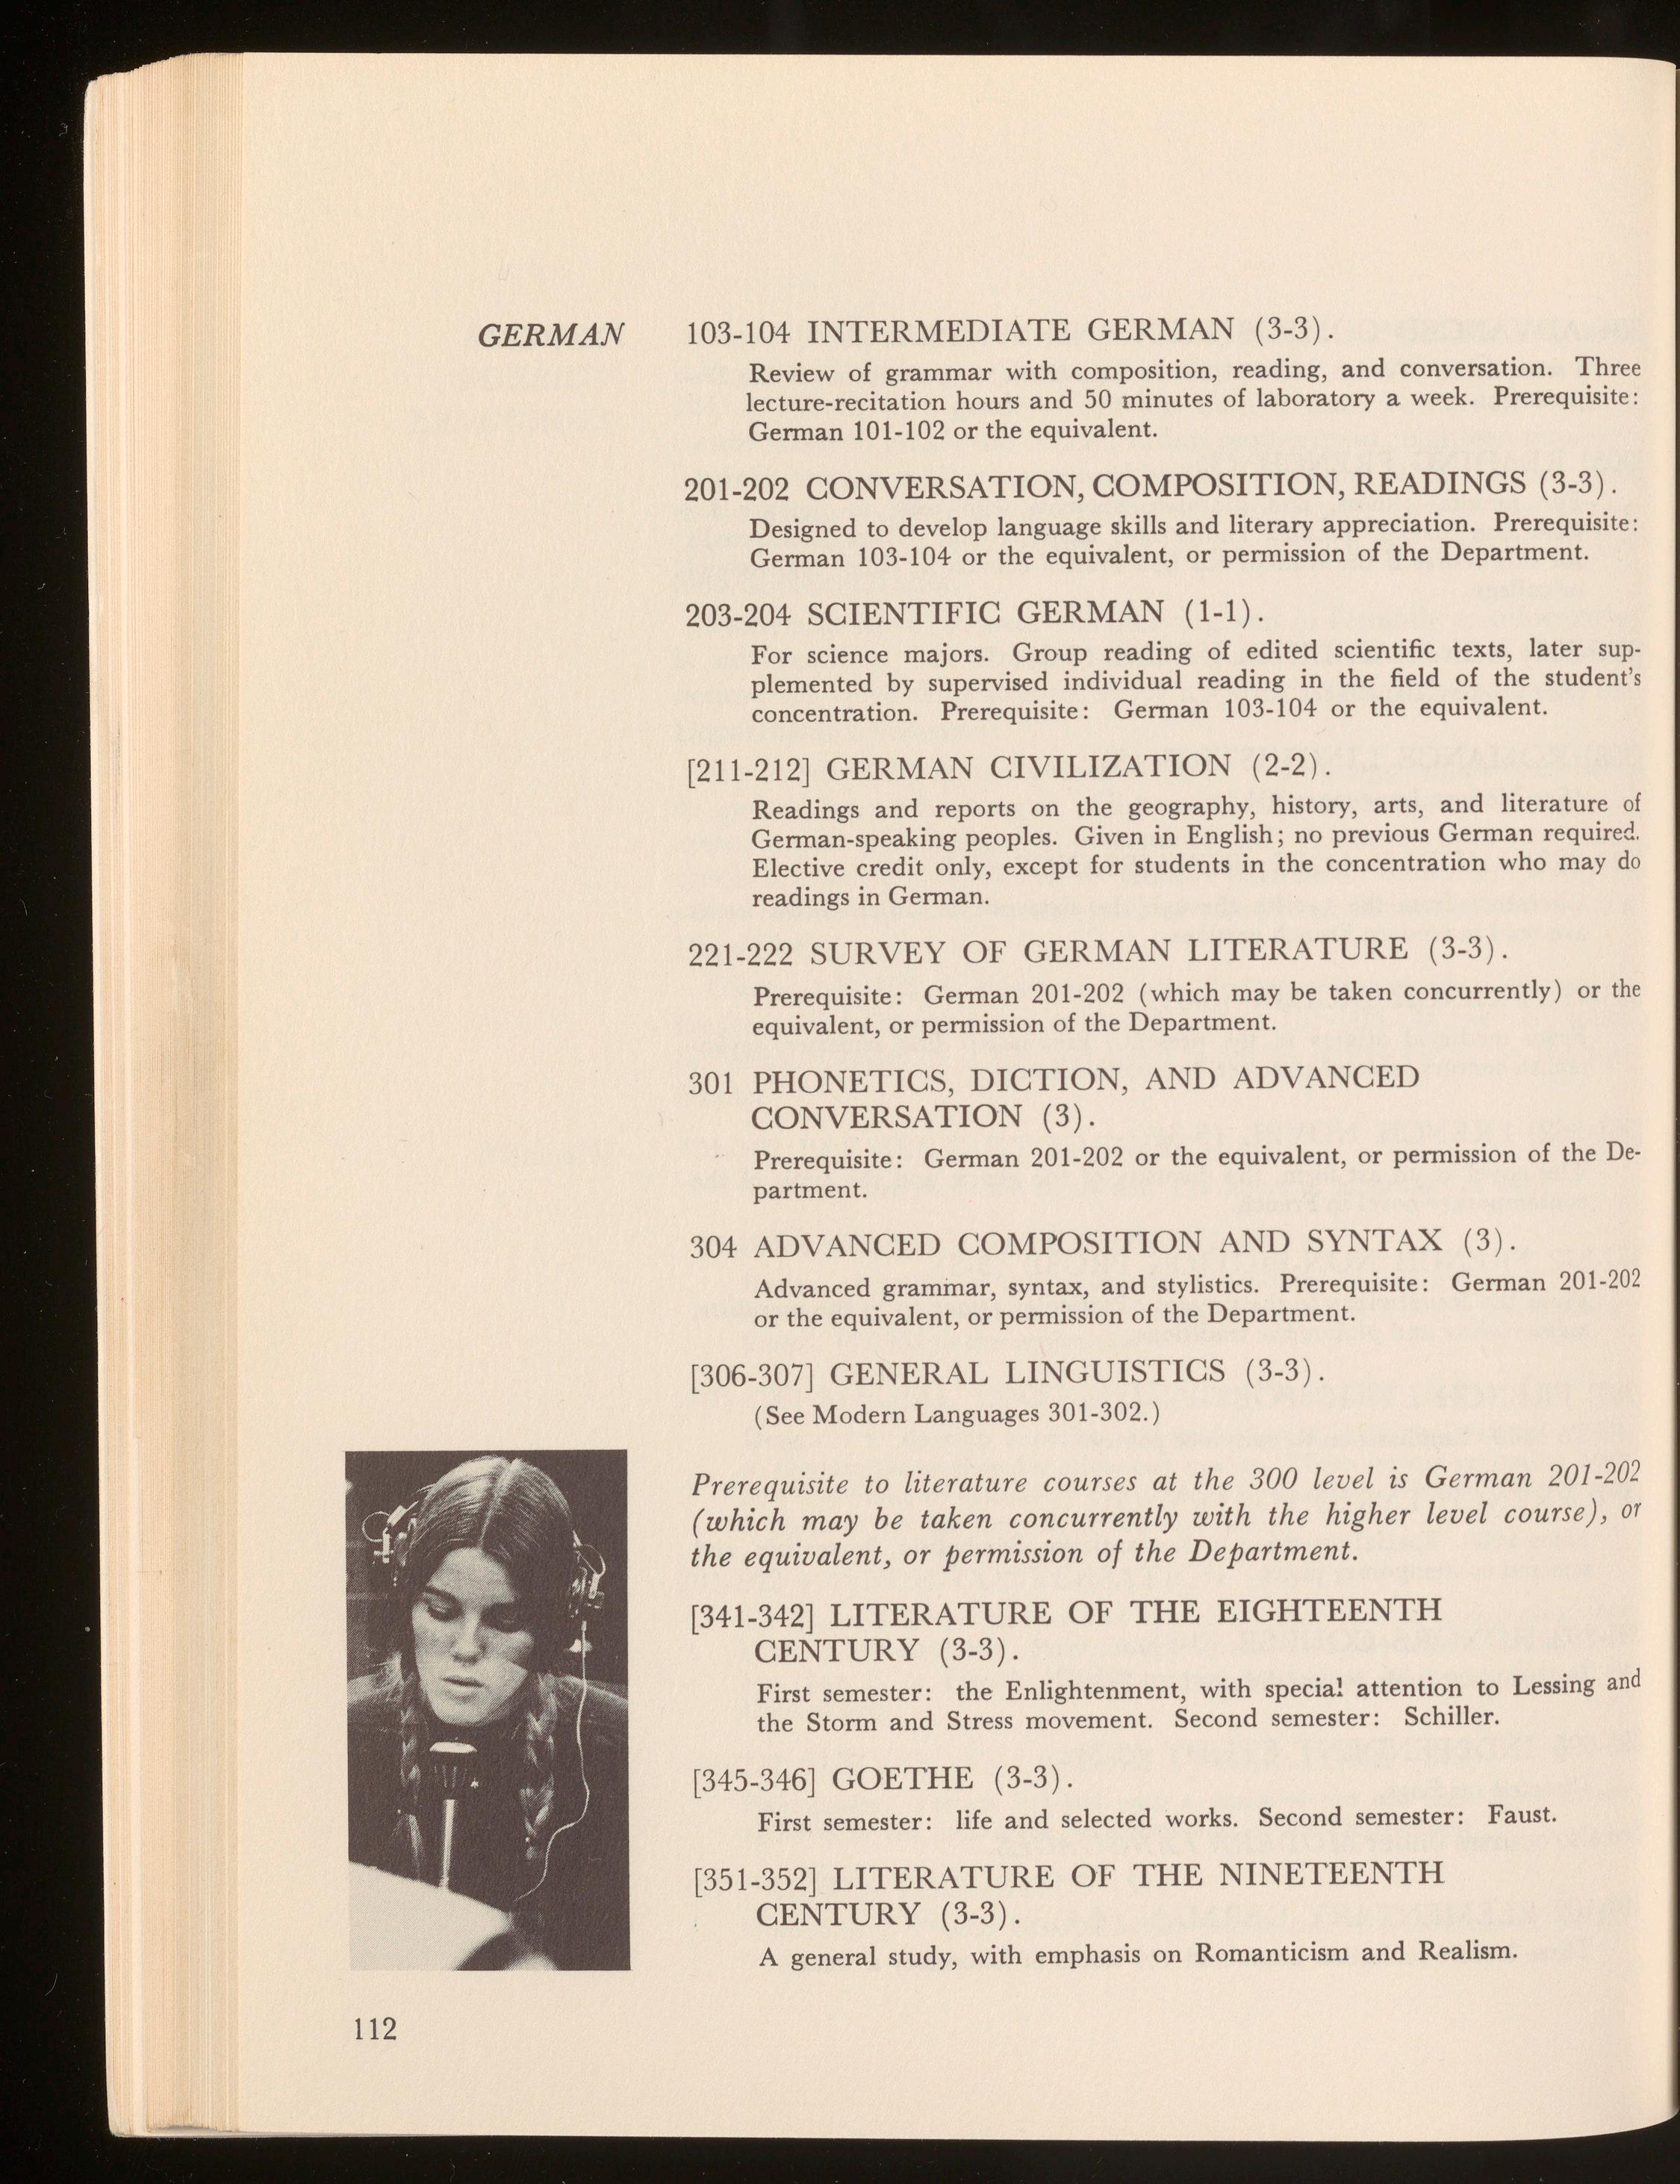 GERMAN
103-104 INTERMEDIATE GERMAN (3-3).
Review of grammar with composition, reading, and conversation. Three
lecture-recitation hours and 50 minutes of laboratory a week. Prerequisite:
German 101-102 or the equivalent.
201-202 CONVERSATION, COMPOSITION, READINGS (3-3).
Designed to develop language skills and literary appreciation. Prerequisite:
German 103-104 or the equivalent, or permission of the Department.
203-204 SCIENTIFIC GERMAN (1-1).
For science majors. Group reading of edited scientific texts, later sup-
plemented by supervised individual reading in the field of the student's
concentration. Prerequisite: German 103-104 or the equivalent.
[211-212] GERMAN CIVILIZATION (2-2).
Readings and reports on the geography, history, arts, and literature of
German-speaking peoples. Given in English; no previous German required.
Elective credit only, except for students in the concentration who may do
readings in German.
221-222 SURVEY OF GERMAN LITERATURE (3-3).
Prerequisite: German 201-202 (which may be taken concurrently) or the
equivalent, or permission of the Department.
301 PHONETICS, DICTION, AND ADVANCED
CONVERSATION (3).
Prerequisite: German 201-202 or the equivalent, or permission of the De-
partment.
304 ADVANCED COMPOSITION AND SYNTAX (3).
Advanced grammar, syntax, and stylistics. Prerequisite: German 201-202
or the equivalent, or permission of the Department.
[306-307] GENERAL LINGUISTICS (3-3).
(See Modern Languages 301-302.)
Prerequisite to literature courses at the 300 level is German 201-202
(which may be taken concurrently with the higher level course), or
the equivalent, or permission of the Department.
[341-342] LITERATURE OF THE EIGHTEENTH
CENTURY (3-3).
First semester: the Enlightenment, with special attention to Lessing and
the Storm and Stress movement. Second semester: Schiller.
[345-346] GOETHE (3-3).
First semester: life and selected works. Second semester: Faust.
[351-352] LITERATURE OF THE NINETEENTH
CENTURY (3-3).
A general study, with emphasis on Romanticism and Realism.
112